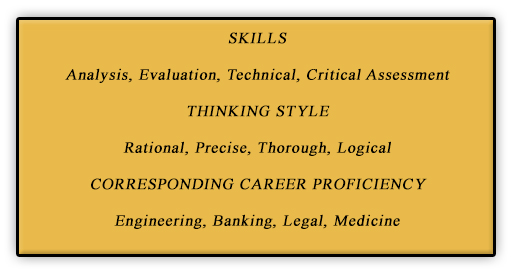 SKILLS
Analysis, Evaluation, Technical, Critical Assessment
THINKING STYLE
Rational, Precise, Thorough, Logical
CORRESPONDING CAREER PROFICIENCY
Engineering, Banking, Legal, Medicine